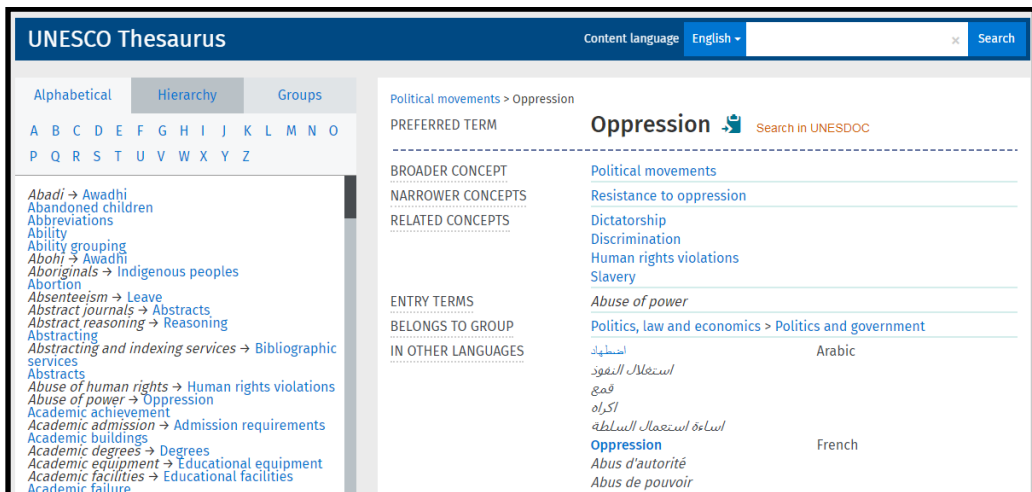 UNESCO Thesaurus
Content language English
× Search
Alphabetical Hierarchy Groups
A B C D E F G H I J K L M N O
P Q R S T U V W X Y Z
Abadi → Awadhi
Abandoned children
Abbreviations
Ability
Ability grouping
Abohi → Awadhi
Aboriginals → Indigenous peoples
Abortion
Absenteeism → Leave
Abstract journals → Abstracts
Abstract reasoning → Reasoning
Abstracting
Abstracting and indexing services → Bibliographic
services
Abstracts
Abuse of human rights → Human rights violations
Abuse of power → Oppression
Academic achievement
Academic admission → Admission requirements
Academic buildings
Academic degrees → Degrees
Academic equipment → Educational equipment
Academic facilities → Educational facilities
Academic failure
Political movements > Oppression
PREFERRED TERM Oppression Search in UNESDOC
BROADER CONCEPT Political movements
NARROWER CONCEPTS Resistance to oppression
RELATED CONCEPTS Dictatorship
Discrimination
Human rights violations
Slavery
ENTRY TERMS Abuse of power
BELONGS TO GROUP Politics, law and economics > Politics and government
IN OTHER LANGUAGES اضطهاد Arabic
استغلال النفوذ
قمع
اكراه
اساءة استعمال السلطة
Oppression French
Abus d'autorité
Abus de pouvoir